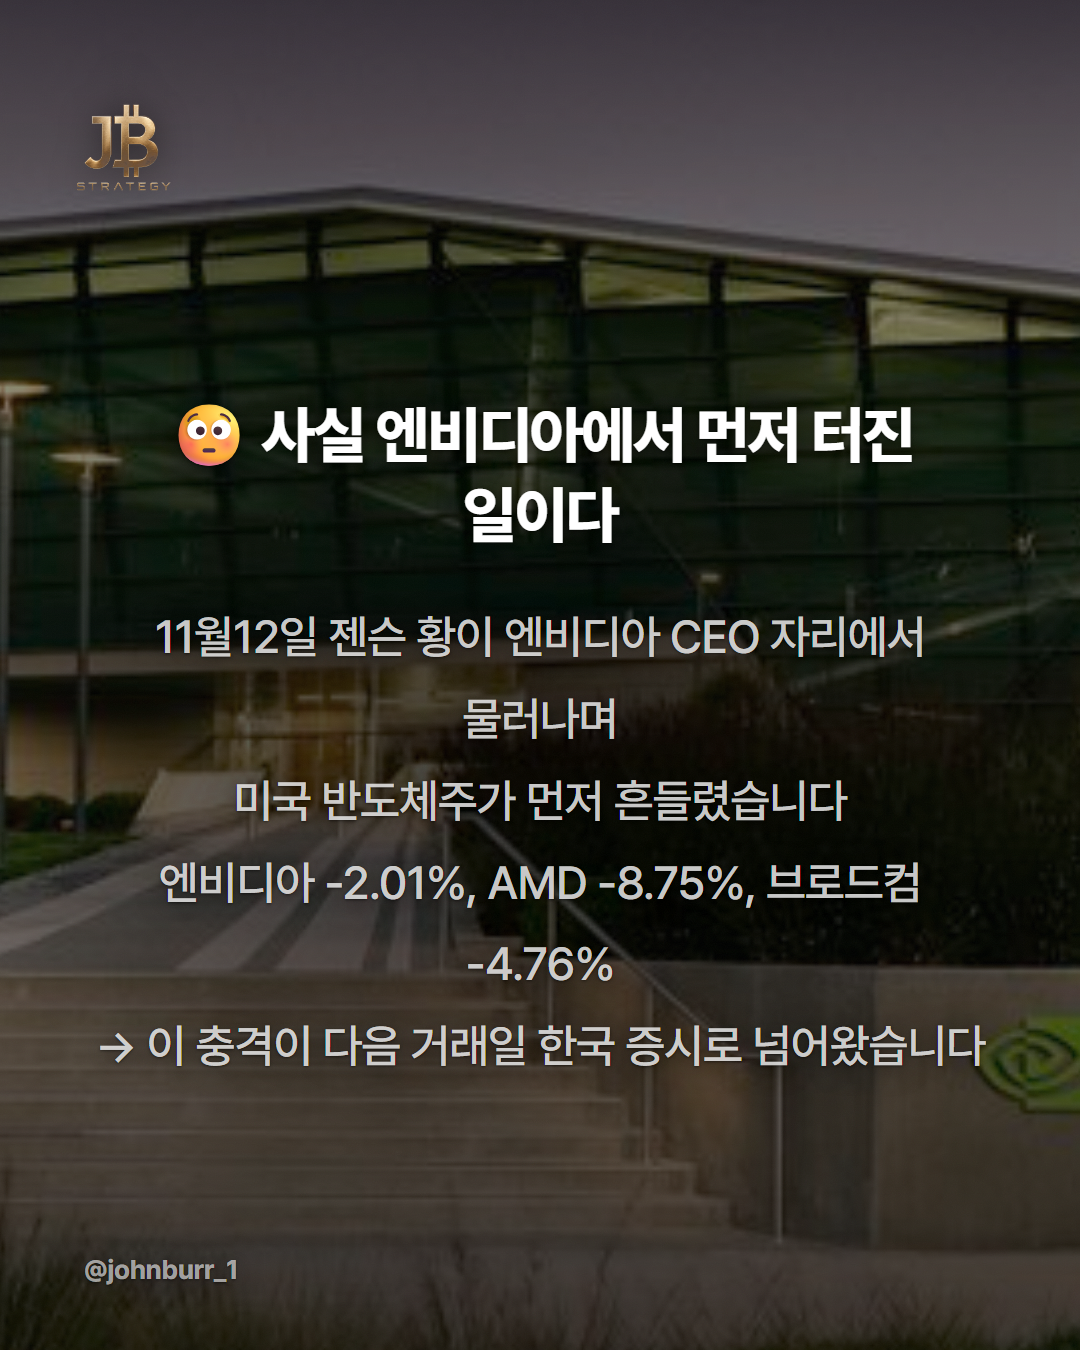 JB
STRATEGY
😳 사실 엔비디아에서 먼저 터진
일이다
11월12일 젠슨 황이 엔비디아 CEO 자리에서
물러나며
미국 반도체주가 먼저 흔들렸습니다
엔비디아 -2.01%, AMD -8.75%, 브로드컴
-4.76%
→ 이 충격이 다음 거래일 한국 증시로 넘어왔습니다
@johnburr_1